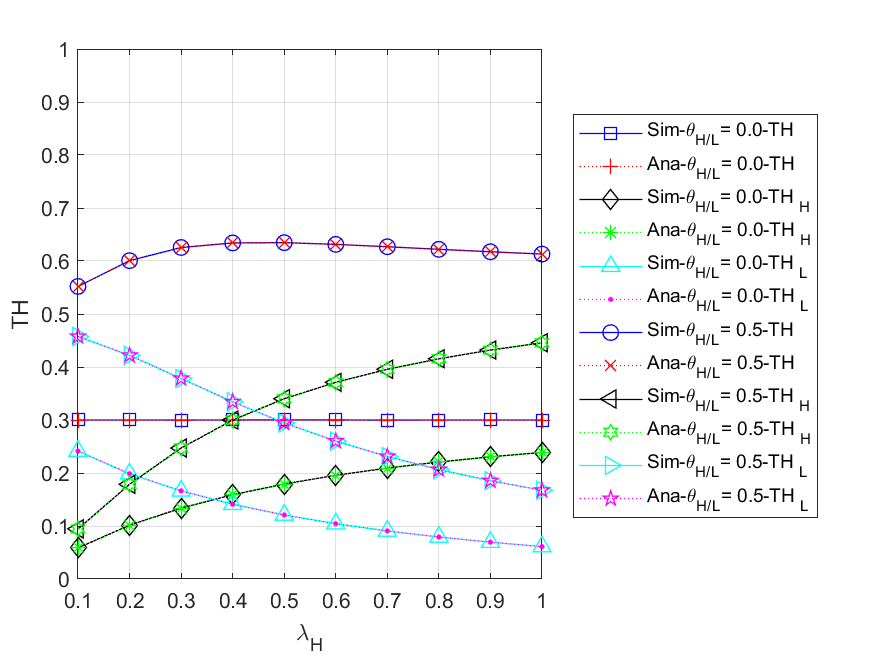 1
0.9
0.8
0.7
0.6
0.5
0.4
0.3
0.2
0.1
0
TH
0.1 0.2 0.3 0.4 0.5 0.6 0.7 0.8 0.9 1
λH
Sim-θH/L= 0.0-TH
Ana-θH/L= 0.0-TH
Sim-θH/L= 0.0-TH H
Ana-θH/L= 0.0-TH H
Sim-θH/L= 0.0-TH L
Ana-θH/L= 0.0-TH L
Sim-θH/L= 0.5-TH
Ana-θH/L= 0.5-TH
Sim-θH/L= 0.5-TH H
Ana-θH/L= 0.5-TH H
Sim-θH/L= 0.5-TH L
Ana-θH/L= 0.5-TH L